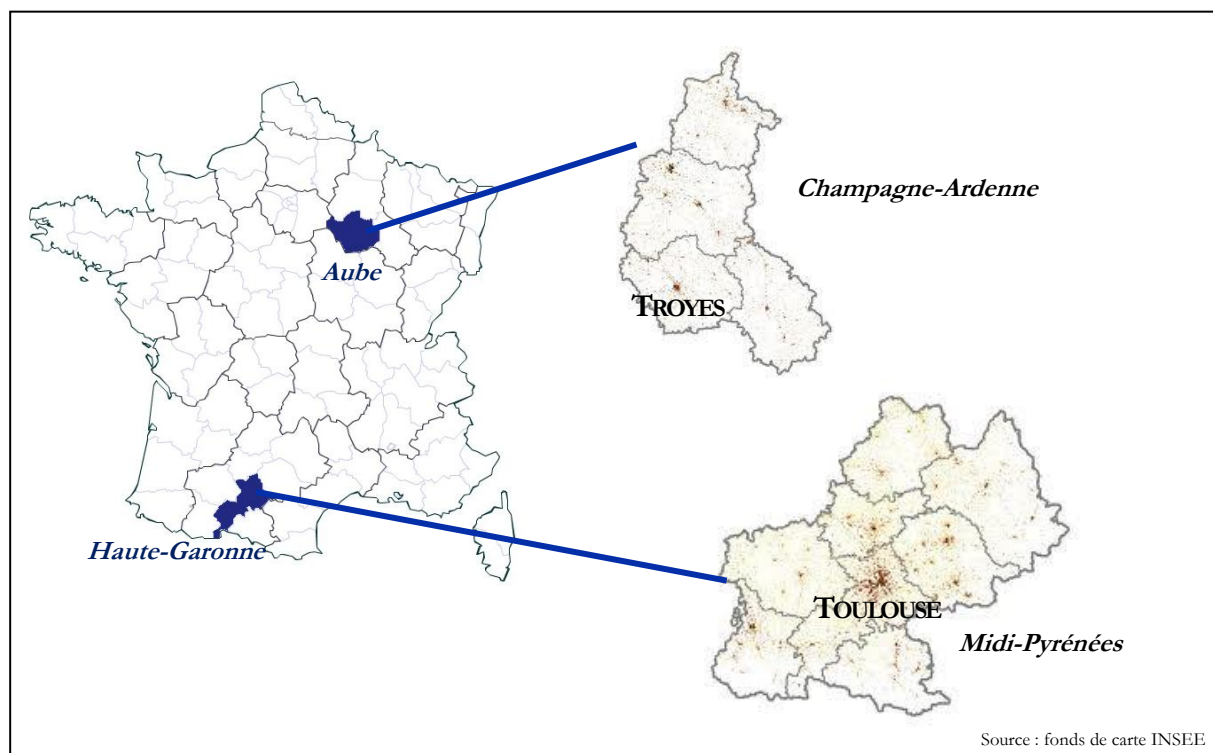 Champagne-Ardenne
Aube
TROYES
Haute-Garonne
TOULOUSE
Midi-Pyrénées
Source : fonds de carte INSEE